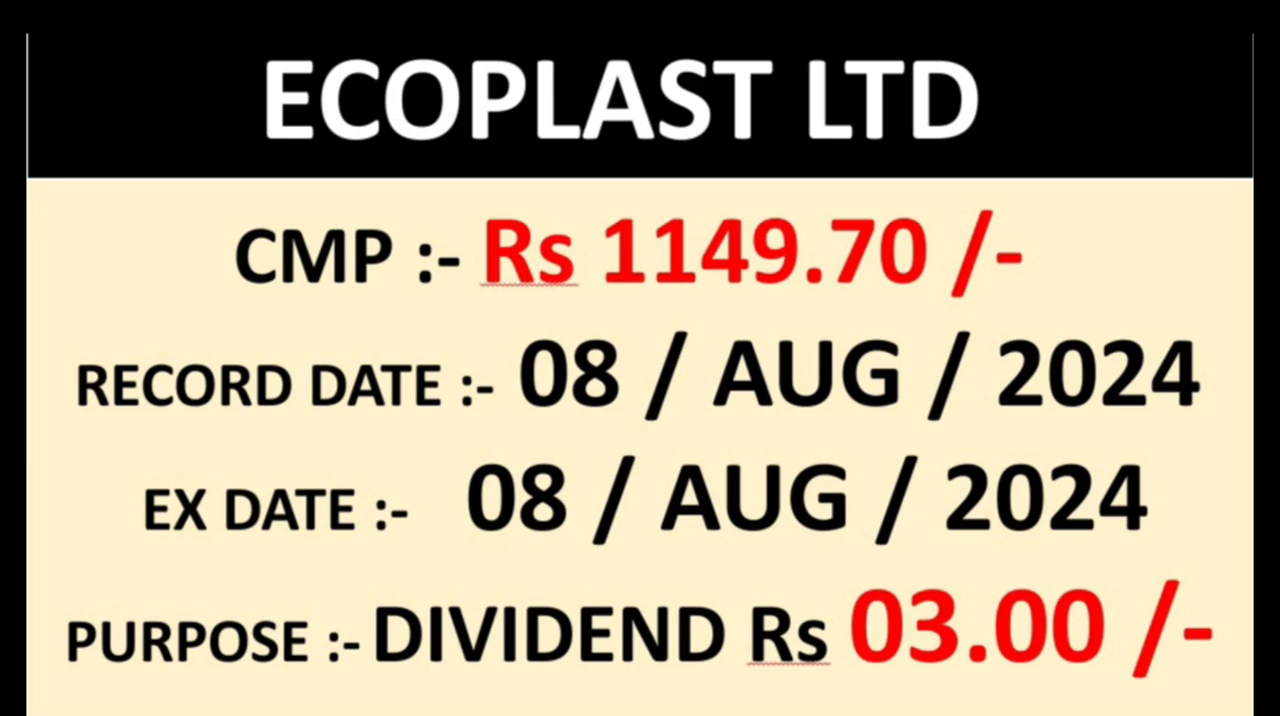 ECOPLAST LTD
CMP :- Rs 1149.70 /-
RECORD DATE :- 08 / AUG / 2024
EX DATE :- 08 / AUG / 2024
PURPOSE :- DIVIDEND Rs 03.00 /-